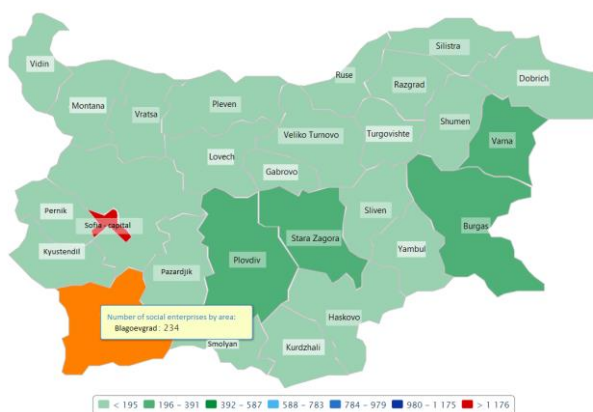 Silistra
Vidin
Ruse
Dobrich
Razgrad
Montana
Pleven
Vratsa
Shumen
Veliko Turnovo
Turgovishte
Varna
Lovech
Gabrovo
Pernik
Sliven
Sofia - capital
Burgas
Stara Zagora
Kyustendil
Yambul
Plovdiv
Pazardjik
Number of social enterprises by area:
Blagoevgrad : 234
Haskovo
Smolyan
Kurdzhali
< 195 196 – 391 392 – 587 588 – 783 784 – 979 980 – 1 175 > 1 176